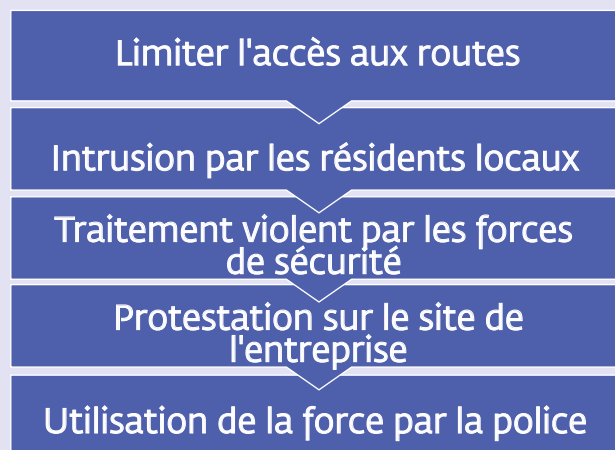 Limiter l'accès aux routes
Intrusion par les résidents locaux
Traitement violent par les forces
de sécurité
Protestation sur le site de
l'entreprise
Utilisation de la force par la police